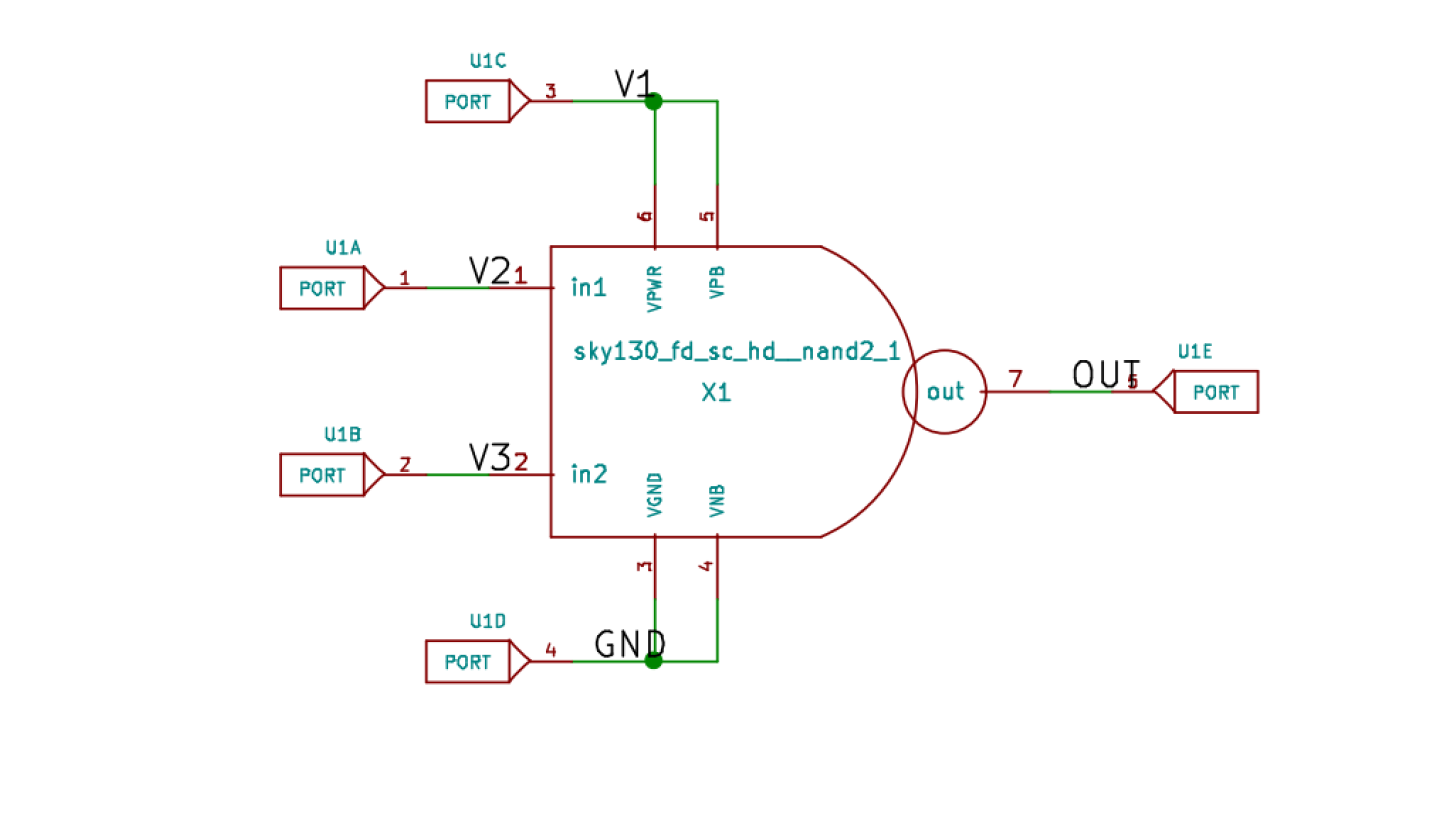 U1C
PORT
3
V1
6
5
U1A
PORT
1
V2
1
in1
VPWR
VPB
sky130_fd_sc_hd__nand2_1
X1
out
7
OUT
5
U1E
PORT
U1B
PORT
2
V3
2
in2
VGND
VNB
3
4
U1D
PORT
4
GND